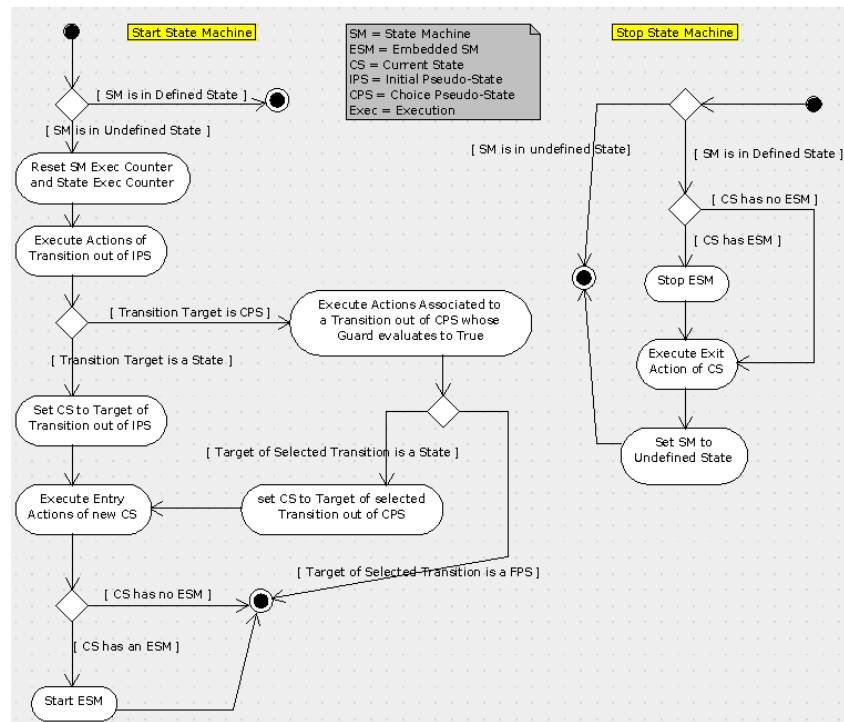 Start State Machine
SM = State Machine
ESM = Embedded SM
CS = Current State
IPS = Initial Pseudo-State
CPS = Choice Pseudo-State
Exec = Execution
Stop State Machine
[ SM is in Defined State ]
[ SM is in Undefined State ]
Reset SM Exec Counter
and State Exec Counter
Execute Actions of
Transition out of IPS
[ Transition Target is CPS ]
Execute Actions Associated to
a Transition out of CPS whose
Guard evaluates to True
[ Transition Target is a State ]
Set CS to Target of
Transition out of IPS
[ Target of Selected Transition is a State ]
Execute Entry
Actions of new CS
set CS to Target of selected
Transition out of CPS
[ Target of Selected Transition is a FPS ]
[ CS has no ESM ]
[ CS has an ESM ]
Start ESM
[ SM is in undefined State]
[ SM is in Defined State ]
[ CS has no ESM ]
[ CS has ESM ]
Stop ESM
Execute Exit
Action of CS
Set SM to
Undefined State